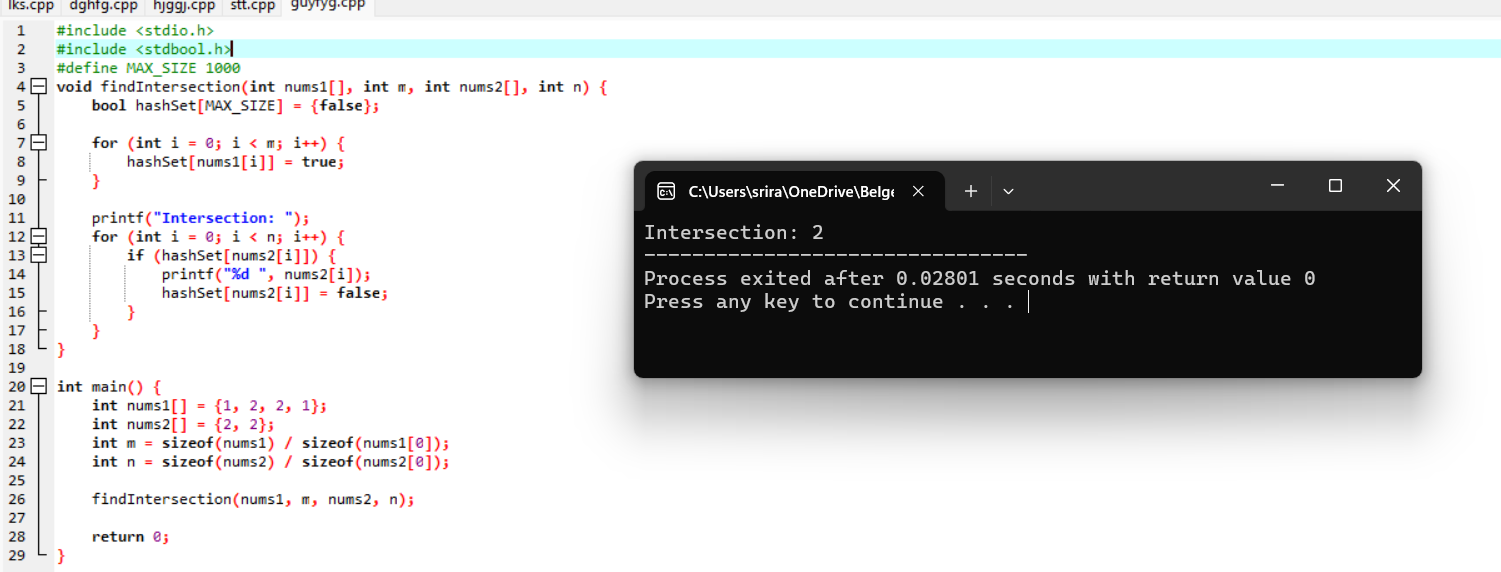 lks.cpp dghfg.cpp hjggj.cpp stt.cpp guyfyg.cpp
1 #include <stdio.h>
2 #include <stdbool.h>
3 #define MAX_SIZE 1000
4 void findIntersection(int nums1[], int m, int nums2[], int n) {
5     bool hashSet[MAX_SIZE] = {false};
6
7     for (int i = 0; i < m; i++) {
8         hashSet[nums1[i]] = true;
9     }
10
11     printf("Intersection: ");
12     for (int i = 0; i < n; i++) {
13         if (hashSet[nums2[i]]) {
14             printf("%d ", nums2[i]);
15             hashSet[nums2[i]] = false;
16         }
17     }
18 }
19
20 int main() {
21     int nums1[] = {1, 2, 2, 1};
22     int nums2[] = {2, 2};
23     int m = sizeof(nums1) / sizeof(nums1[0]);
24     int n = sizeof(nums2) / sizeof(nums2[0]);
25
26     findIntersection(nums1, m, nums2, n);
27
28     return 0;
29 }
C:\Users\srira\OneDrive\Belge
Intersection: 2
--------------------------------
Process exited after 0.02801 seconds with return value 0
Press any key to continue . . .